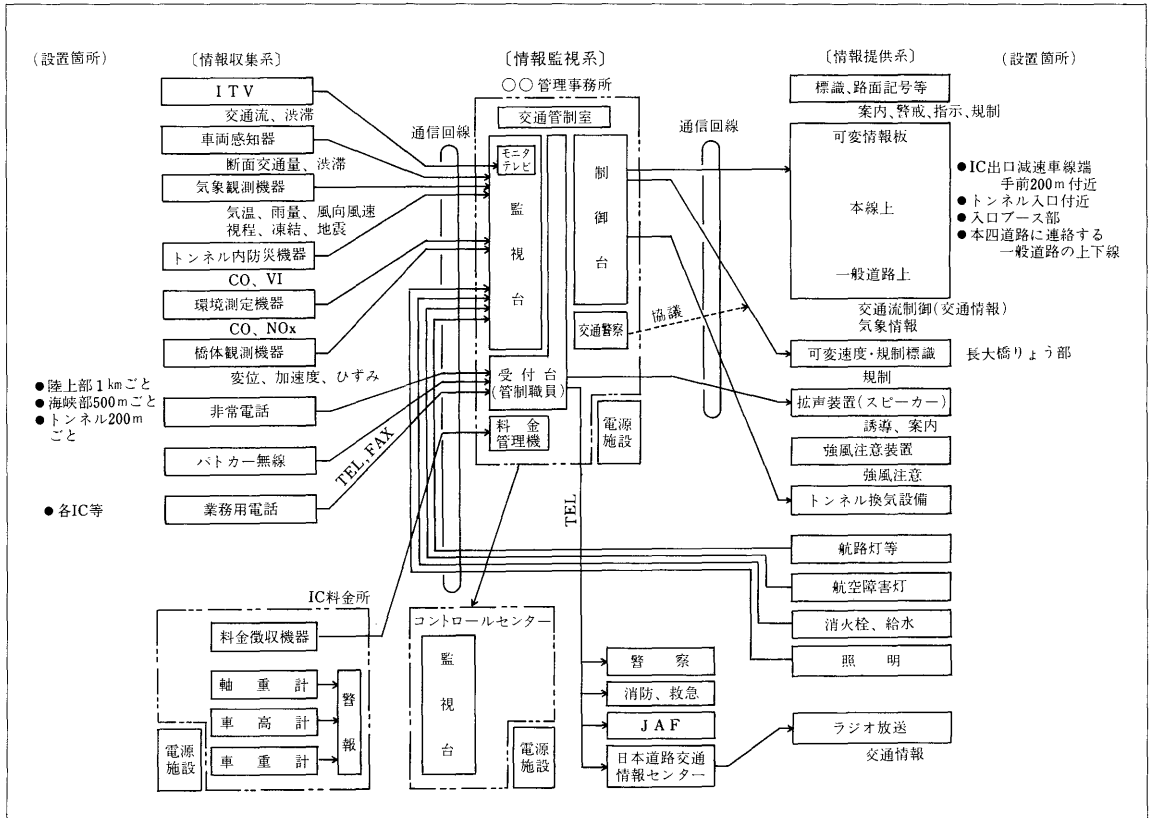 (設置箇所)
〔情報収集系〕
〔情報監視系〕
〔情報提供系〕
(設置箇所)
○○管理事務所
ITV
交通流、渋滞
車両感知器
断面交通量、渋滞
気象観測機器
気温、雨量、風向風速
視程、凍結、地震
トンネル内防災機器
CO、VI
環境測定機器
CO、NOx
橋体観測機器
変位、加速度、ひずみ
●陸上部1kmごと
●海峡部500mごと
●トンネル200m
ごと
非常電話
パトカー無線
●各IC等
業務用電話
TEL, FAX
通信回線
交通管制室
モニタ
テレビ
監視台
制御台
交通警察
協議
受付台
(管制職員)
料金
管理機
電源
施設
TEL
通信回線
標識、路面記号等
案内、警戒、指示、規制
可変情報板
本線上
一般道路上
●IC出口減速車線端
手前200m付近
●トンネル入口付近
●入口ブース部
●本四道路に連絡する
一般道路の上下線
交通流制御(交通情報)
気象情報
可変速度・規制標識
長大橋りょう部
規制
拡声装置(スピーカー)
誘導、案内
強風注意装置
強風注意
トンネル換気設備
航路灯等
航空障害灯
消火栓、給水
照明
IC料金所
料金徴収機器
軸重計
車高計
車重計
警報
電源
施設
コントロールセンター
監視台
電源
施設
警察
消防、救急
JAF
日本道路交通
情報センター
ラジオ放送
交通情報